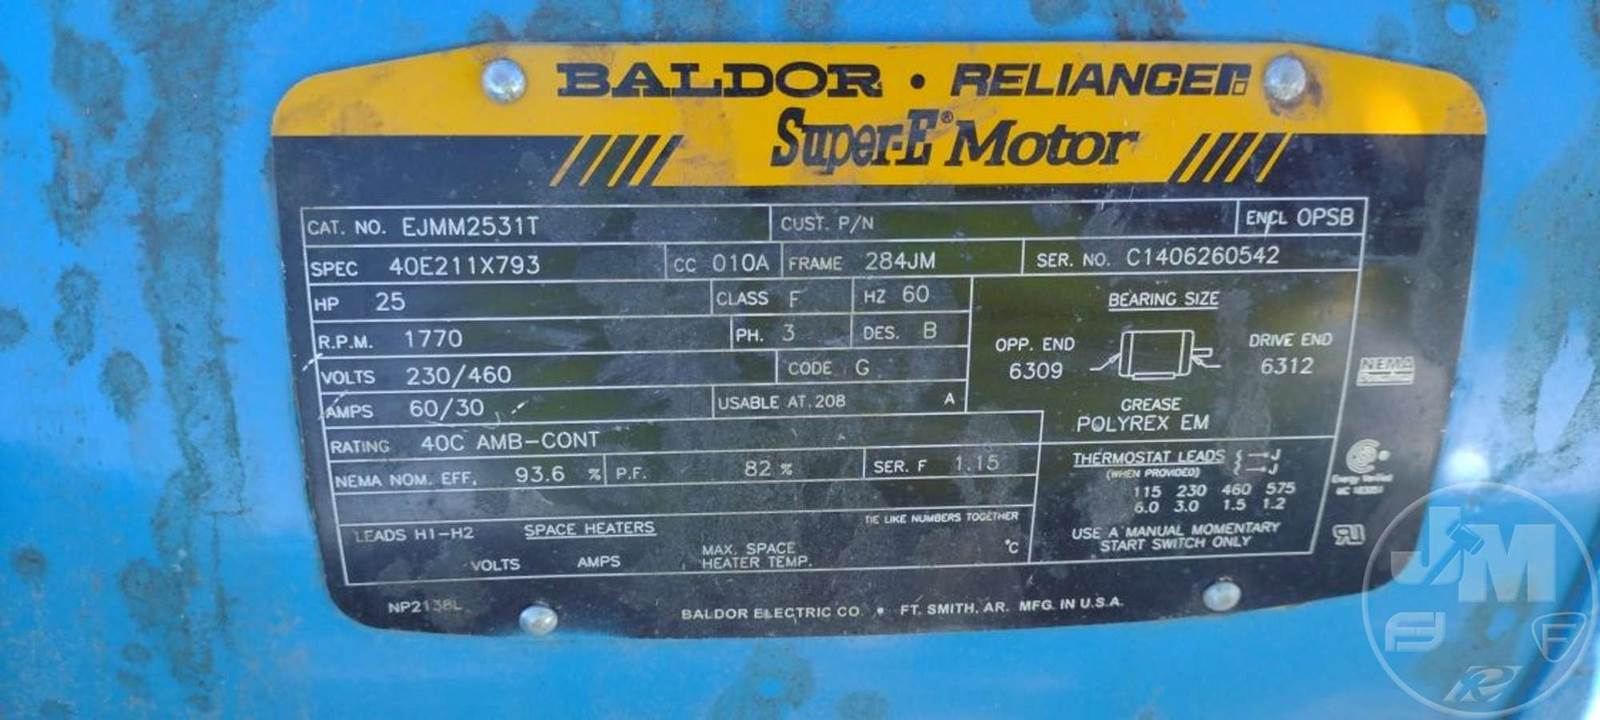 BALDOR • RELIANCER
Super-E® Motor
CAT. NO. EJMM2531T CUST. P/N ENCL OPSB
SPEC 40E211X793 CC 010A FRAME 284JM SER. NO. C1406260542
HP 25 CLASS F HZ 60
R.P.M. 1770 PH. 3 DES. B
VOLTS 230/460 CODE G
AMPS 60/30 USABLE AT 208 A
RATING 40C AMB-CONT
NEMA NOM. EFF. 93.6 % P.F. 82 % SER. F 1.15
BEARING SIZE
OPP. END DRIVE END
6309 6312
GREASE
POLYREX EM
NEMA
THERMOSTAT LEADS J
(WHEN PROVIDED) J
115 230 460 575
6.0 3.0 1.5 1.2
USE A MANUAL MOMENTARY
START SWITCH ONLY
Energy Verified
TIE LIKE NUMBERS TOGETHER
LEADS H1-H2 SPACE HEATERS
VOLTS AMPS MAX. SPACE HEATER TEMP. °C
NP2138L
BALDOR ELECTRIC CO. • FT. SMITH, AR. MFG. IN U.S.A.
JM